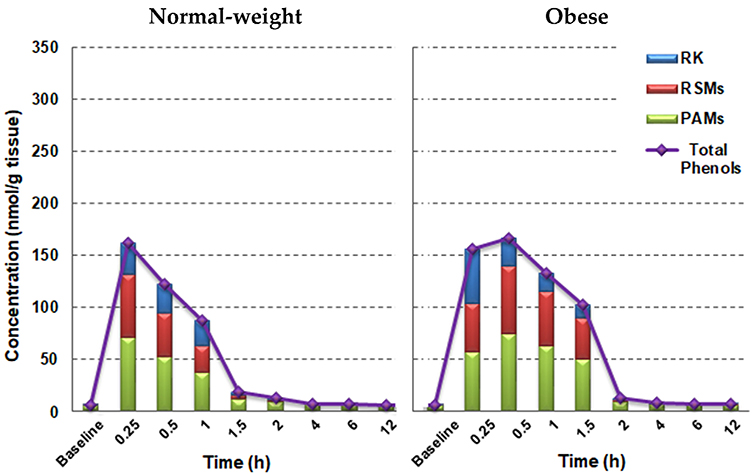 Normal-weight
Obese
Concentration (nmol/g tissue)
350
300
250
200
150
100
50
0
Baseline
0.25
0.5
1
1.5
2
4
6
12
Time (h)
RK
RSMs
PAMs
Total
Phenols
Baseline
0.25
0.5
1
1.5
2
4
6
12
Time (h)